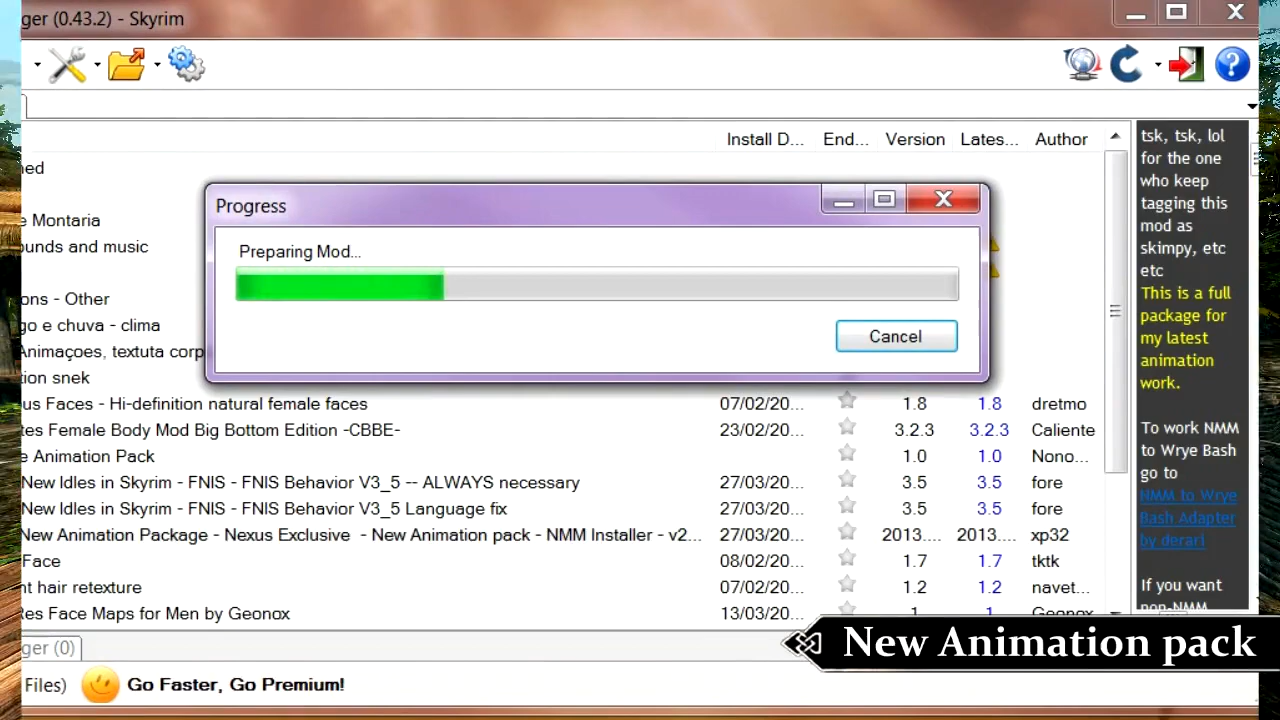 ger (0.43.2) - Skyrim
Install D... End... Version Lates... Author
ned
e Montaria
ounds and music
ons - Other
go e chuva - clima
Animaçoes, textuta corp
tion snek
us Faces - Hi-definition natural female faces 07/02/20... 1.8 1.8 dretmo
tes Female Body Mod Big Bottom Edition -CBBE- 23/02/20... 3.2.3 3.2.3 Caliente
e Animation Pack 1.0 1.0 Nono...
New Idles in Skyrim - FNIS - FNIS Behavior V3_5 -- ALWAYS necessary 27/03/20... 3.5 3.5 fore
New Idles in Skyrim - FNIS - FNIS Behavior V3_5 Language fix 27/03/20... 3.5 3.5 fore
New Animation Package - Nexus Exclusive - New Animation pack - NMM Installer - v2... 27/03/20... 2013.... 2013.... xp32
Face 08/02/20... 1.7 1.7 tktk
nt hair retexture 07/02/20... 1.2 1.2 navet...
Res Face Maps for Men by Geonox 13/03/20... 1 1 Geonox
Progress
Preparing Mod...
Cancel
tsk, tsk, lol
for the one
who keep
tagging this
mod as
skimpy, etc
etc
This is a full
package for
my latest
animation
work.
To work NMM
to Wrye Bash
go to
NMM to Wrye
Bash Adapter
by derarl
If you want
non-NMM
New Animation pack
ger (0)
Files) Go Faster, Go Premium!